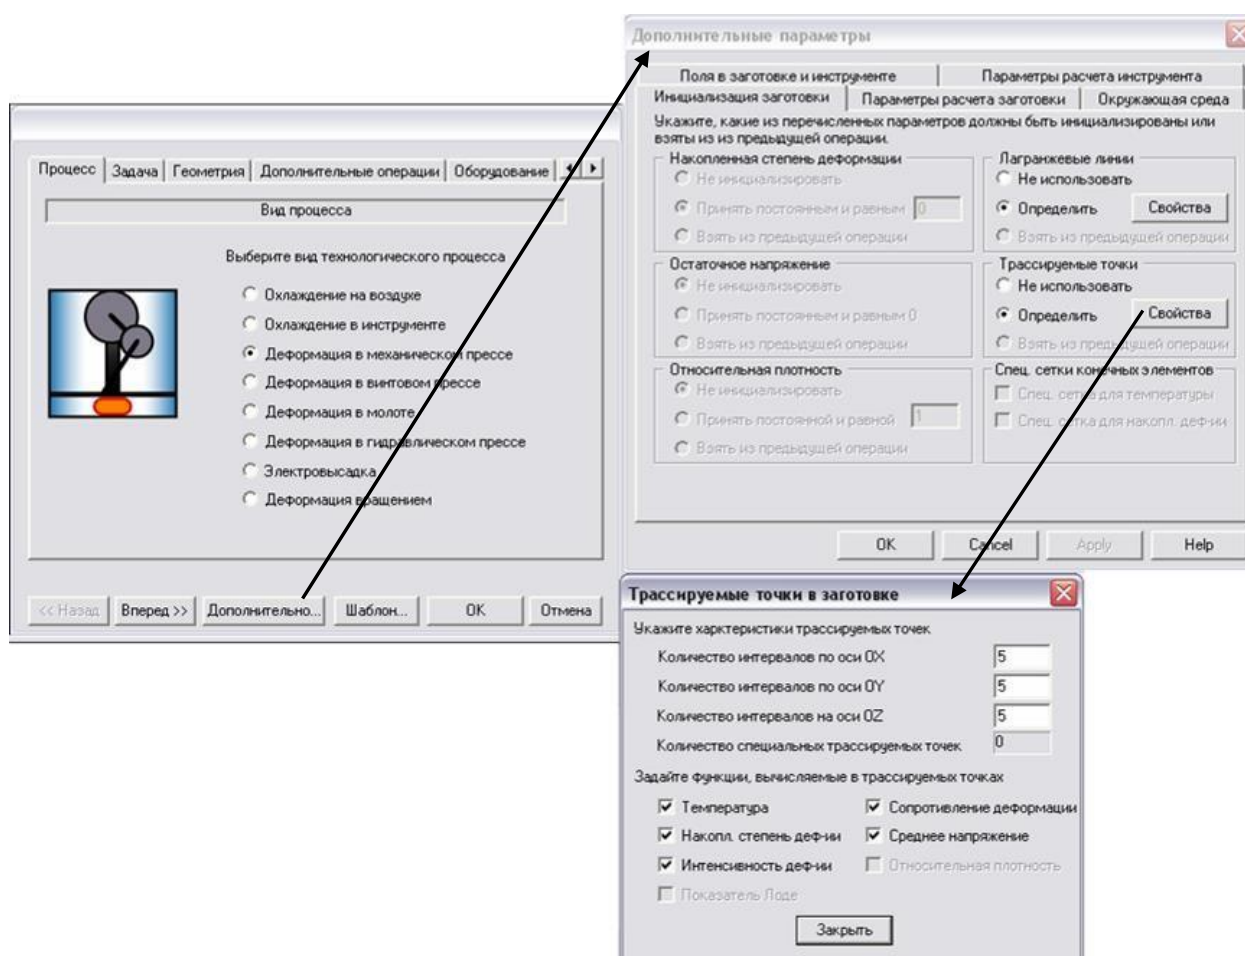 Процесс Задача Геометрия Дополнительные операции Оборудование
Вид процесса
Выберите вид технологического процесса
Охлаждение на воздухе
Охлаждение в инструменте
Деформация в механическом прессе
Деформация в винтовом прессе
Деформация в молоте
Деформация в гидравлическом прессе
Электровысадка
Деформация вращением
<< Назад Вперед >> Дополнительно... Шаблон... OK Отмена
Дополнительные параметры
Поля в заготовке и инструменте Параметры расчета инструмента
Инициализация заготовки Параметры расчета заготовки Окружающая среда
Укажите, какие из перечисленных параметров должны быть инициализированы или
взяты из из предыдущей операции.
Накопленная степень деформации
Не инициализировать
Принять постоянным и равным 0
Взять из предыдущей операции
Остаточное напряжение
Не инициализировать
Принять постоянным и равным 0
Взять из предыдущей операции
Относительная плотность
Не инициализировать
Принять постоянной и равной 1
Взять из предыдущей операции
Лагранжевые линии
Не использовать
Определить Свойства
Взять из предыдущей операции
Трассируемые точки
Не использовать
Определить Свойства
Взять из предыдущей операции
Спец. сетки конечных элементов
Спец. сетка для температуры
Спец. сетка для накопл. деф-ии
OK Cancel Apply Help
Трассируемые точки в заготовке
Укажите харктеристики трассируемых точек
Количество интервалов по оси OX 5
Количество интервалов по оси OY 5
Количество интервалов на оси OZ 5
Количество специальных трассируемых точек 0
Задайте функции, вычисляемые в трассируемых точках
Температура Сопротивление деформации
Накопл. степень деф-ии Среднее напряжение
Интенсивность деф-ии Относительная плотность
Показатель Лоде
Закрыть